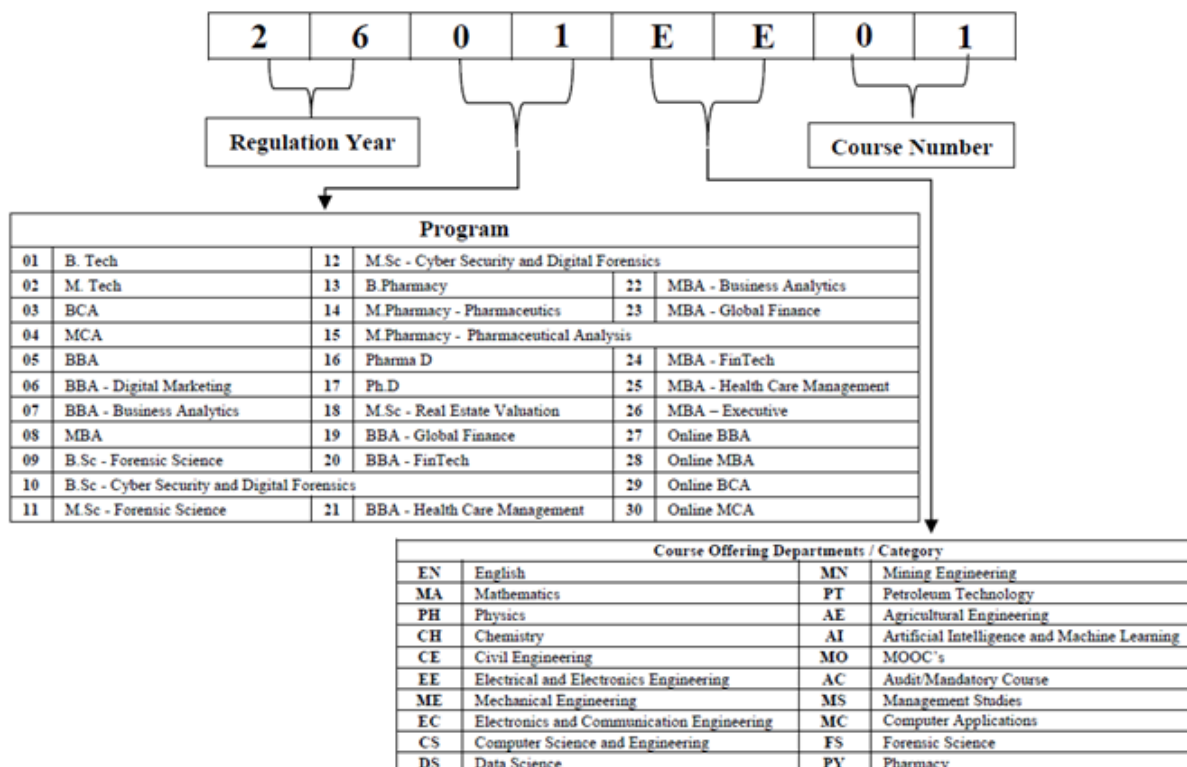 2 6 0 1 E E 0 1
Regulation Year
Course Number
Program
01 B. Tech 12 M.Sc - Cyber Security and Digital Forensics
02 M. Tech 13 B.Pharmacy 22 MBA - Business Analytics
03 BCA 14 M.Pharmacy - Pharmaceutics 23 MBA - Global Finance
04 MCA 15 M.Pharmacy - Pharmaceutical Analysis
05 BBA 16 Pharma D 24 MBA - FinTech
06 BBA - Digital Marketing 17 Ph.D 25 MBA - Health Care Management
07 BBA - Business Analytics 18 M.Sc - Real Estate Valuation 26 MBA – Executive
08 MBA 19 BBA - Global Finance 27 Online BBA
09 B.Sc - Forensic Science 20 BBA - FinTech 28 Online MBA
10 B.Sc - Cyber Security and Digital Forensics 29 Online BCA
11 M.Sc - Forensic Science 21 BBA - Health Care Management 30 Online MCA
Course Offering Departments / Category
EN English MN Mining Engineering
MA Mathematics PT Petroleum Technology
PH Physics AE Agricultural Engineering
CH Chemistry AI Artificial Intelligence and Machine Learning
CE Civil Engineering MO MOOC's
EE Electrical and Electronics Engineering AC Audit/Mandatory Course
ME Mechanical Engineering MS Management Studies
EC Electronics and Communication Engineering MC Computer Applications
CS Computer Science and Engineering FS Forensic Science
DS Data Science PY Pharmacy